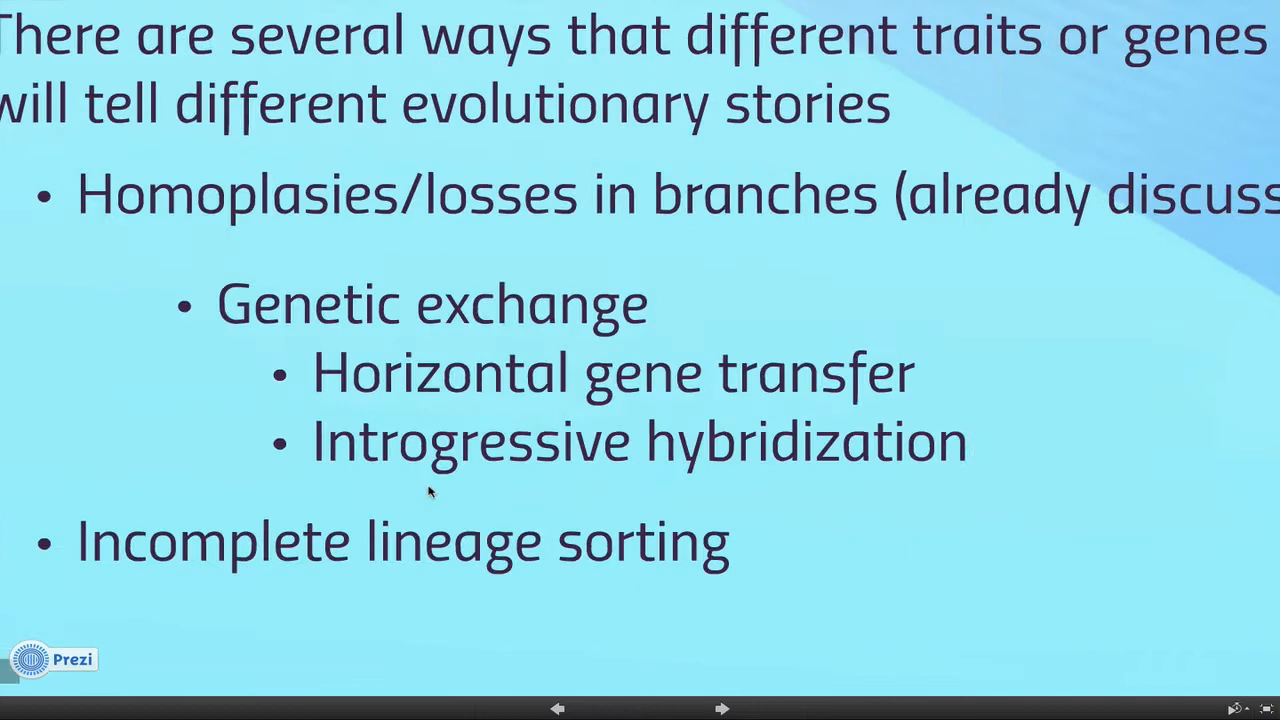 There are several ways that different traits or genes
will tell different evolutionary stories
• Homoplasies/losses in branches (already discuss
• Genetic exchange
• Horizontal gene transfer
• Introgressive hybridization
• Incomplete lineage sorting
Prezi